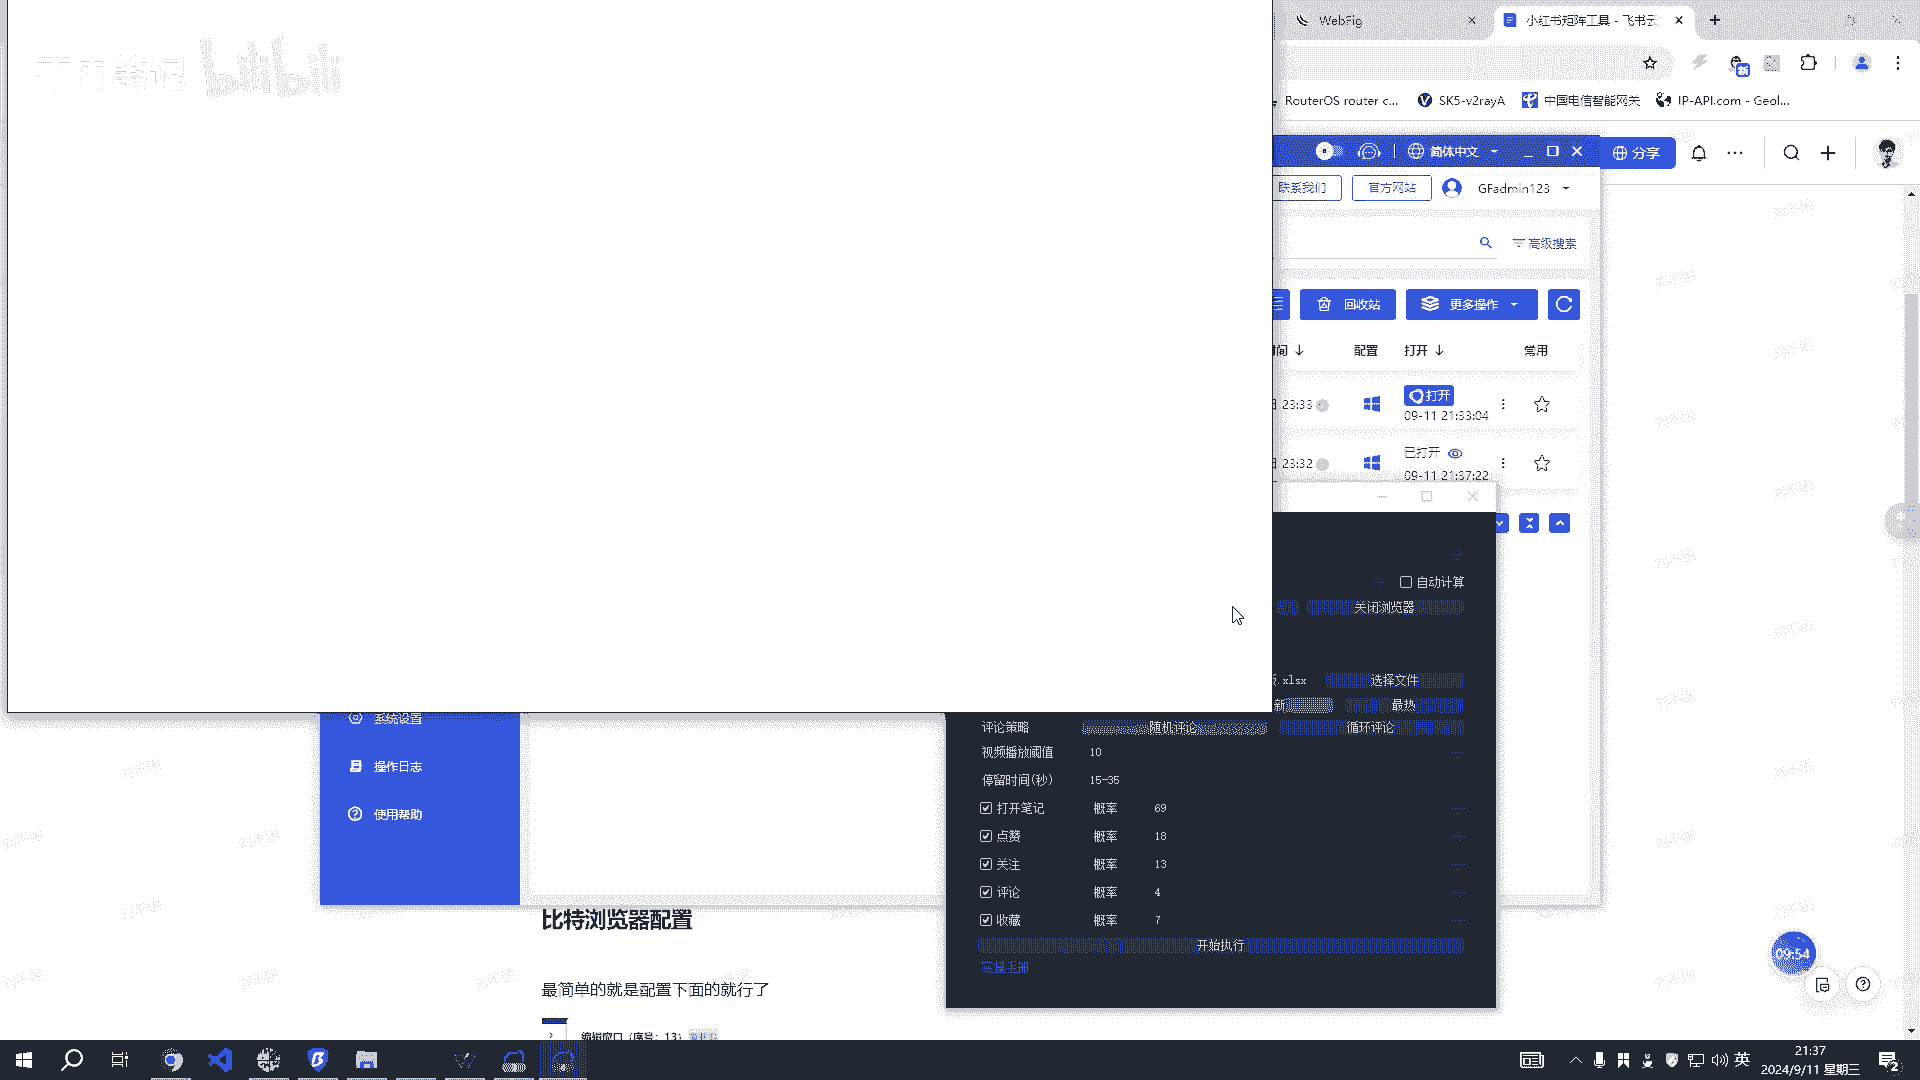 bilibili
WebFig
小红书矩阵工具 - 飞书云
RouterOS router c...
SK5-v2rayA
中国电信智能网关
IP-API.com - Geol...
简体中文
分享
联系我们
官方网站
GFadmin123
高级搜索
回收站
更多操作
间
配置
打开
常用
23:33
打开
09-11 21:33:04
23:32
已打开
09-11 21:37:22
自动计算
关闭浏览器
.xlsx
选择文件
新
最热
系统设置
评论策略
随机评论
循环评论
视频播放阈值
10
操作日志
停留时间(秒)
15-35
打开笔记
概率
69
使用帮助
点赞
概率
18
关注
概率
13
评论
概率
4
收藏
概率
7
比特浏览器配置
开始执行
09:54
最简单的就是配置下面的就行了
编辑窗口 (序号: 13)
英
21:37
2024/9/11 星期三
2